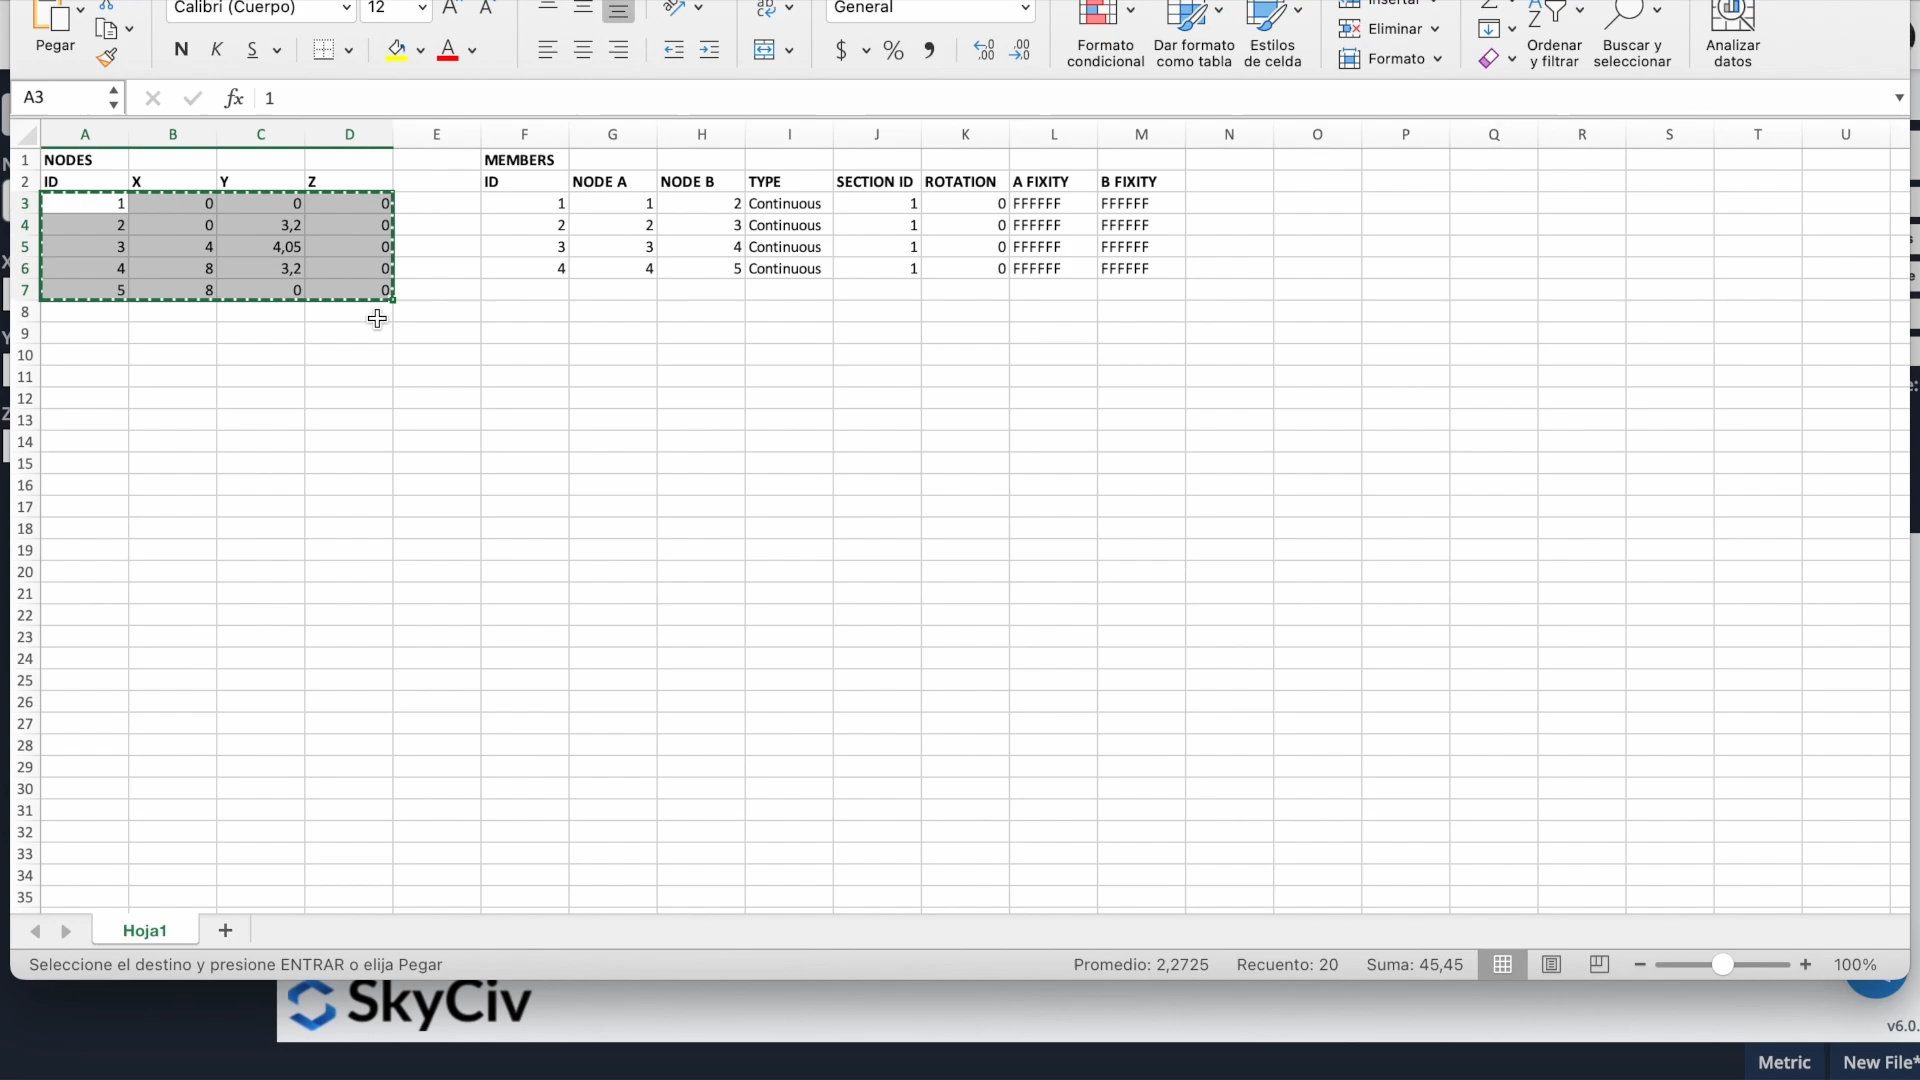 Calibri (Cuerpo) 12 General Insertar
Pegar N K S A $ % Formato condicional Dar formato como tabla Estilos de celda Eliminar Formato Ordenar y filtrar Buscar y seleccionar Analizar datos
A3 fx 1
A B C D E F G H I J K L M N O P Q R S T U
1 NODES MEMBERS
2 ID X Y Z ID NODE A NODE B TYPE SECTION ID ROTATION A FIXITY B FIXITY
3 1 0 0 0 1 1 2 Continuous 1 0 FFFFFF FFFFFF
4 2 0 3,2 0 2 2 3 Continuous 1 0 FFFFFF FFFFFF
5 3 4 4,05 0 3 3 4 Continuous 1 0 FFFFFF FFFFFF
6 4 8 3,2 0 4 4 5 Continuous 1 0 FFFFFF FFFFFF
7 5 8 0 0
8
9
10
11
12
13
14
15
16
17
18
19
20
21
22
23
24
25
26
27
28
29
30
31
32
33
34
35
Hoja1 +
Seleccione el destino y presione ENTRAR o elija Pegar Promedio: 2,2725 Recuento: 20 Suma: 45,45 100%
SkyCiv
v6.0.
Metric New File*